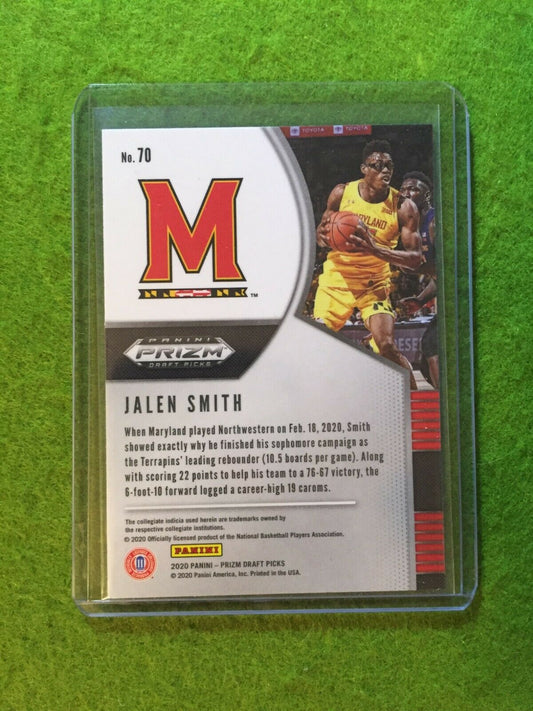 No. 70
TOYOTA TOYOTA
M
TM
PANINI
PRIZM
DRAFT PICKS
JALEN SMITH
When Maryland played Northwestern on Feb. 18, 2020, Smith
showed exactly why he finished his sophomore campaign as
the Terrapins' leading rebounder (10.5 boards per game). Along
with scoring 22 points to help his team to a 76-67 victory, the
6-foot-10 forward logged a career-high 19 caroms.
The collegiate indicia used herein are trademarks owned by
the respective collegiate institutions.
© 2020 Officially licensed product of the National Basketball Players Association.
PANINI
2020 PANINI – PRIZM DRAFT PICKS
© 2020 Panini America, Inc. Printed in the USA.